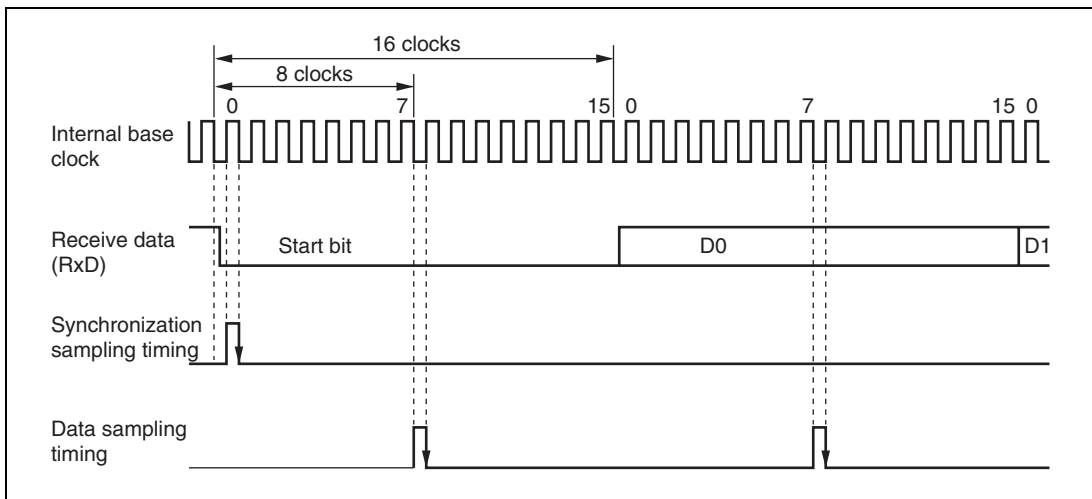 16 clocks
8 clocks
0 7 15 0 7 15 0
Internal base
clock
Receive data
(RxD)
Start bit D0 D1
Synchronization
sampling timing
Data sampling
timing